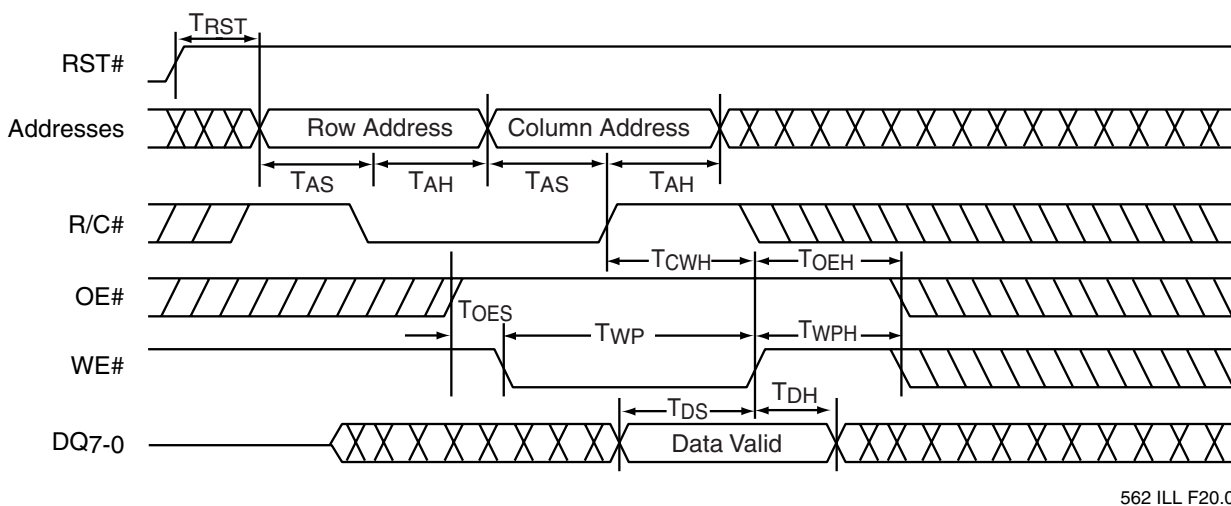 TRST
RST#
Addresses
Row Address
Column Address
TAS
TAH
TAS
TAH
R/C#
TCWH
TOEH
OE#
TOES
TWP
TWPH
WE#
TDS
TDH
DQ7-0
Data Valid
562 ILL F20.0